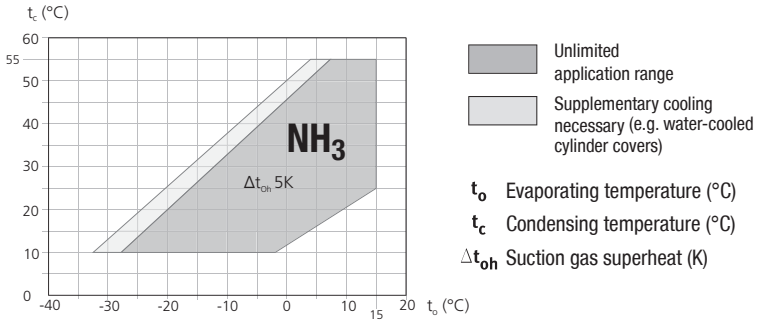 t꜀ (°C)
60
55
50
40
30
20
10
0
NH₃
Δtₒₕ 5K
-40 -30 -20 -10 0 10 15 20 tₒ (°C)
Unlimited
application range
Supplementary cooling
necessary (e.g. water-cooled
cylinder covers)
tₒ Evaporating temperature (°C)
t꜀ Condensing temperature (°C)
Δtₒₕ Suction gas superheat (K)